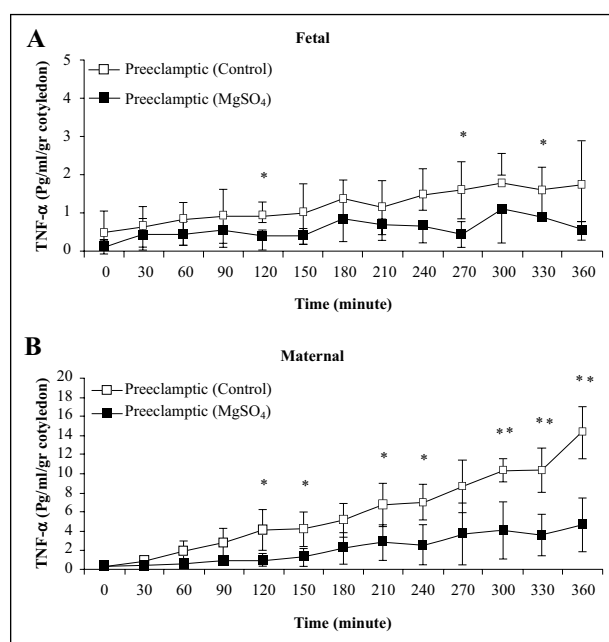 A
Fetal
Preeclamptic (Control)
Preeclamptic (MgSO₄)
TNF-α (Pg/ml/gr cotyledon)
5
4
3
2
1
0
*
*
*
0 30 60 90 120 150 180 210 240 270 300 330 360
Time (minute)
B
Maternal
Preeclamptic (Control)
Preeclamptic (MgSO₄)
TNF-α (Pg/ml/gr cotyledon)
20
18
16
14
12
10
8
6
4
2
0
* * * * ** ** **
0 30 60 90 120 150 180 210 240 270 300 330 360
Time (minute)